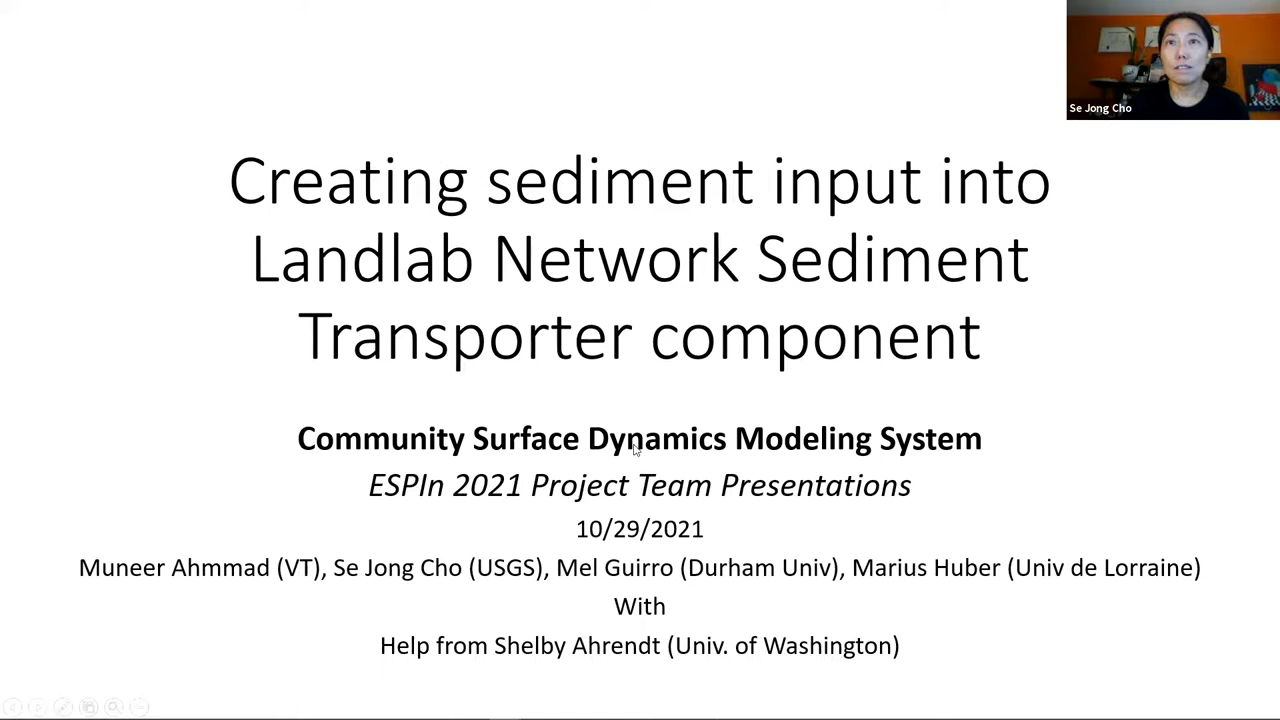 Se Jong Cho
Creating sediment input into
Landlab Network Sediment
Transporter component
Community Surface Dynamics Modeling System
ESPIn 2021 Project Team Presentations
10/29/2021
Muneer Ahmmad (VT), Se Jong Cho (USGS), Mel Guirro (Durham Univ), Marius Huber (Univ de Lorraine)
With
Help from Shelby Ahrendt (Univ. of Washington)